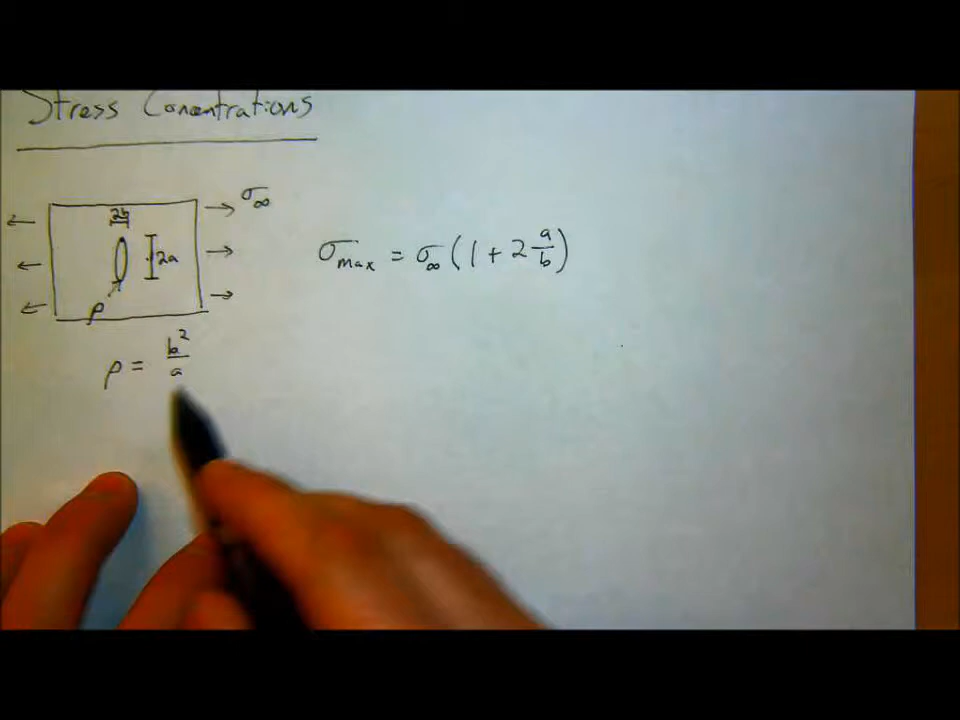 Stress Concentrations
σ∞
2b
2a
ρ
σmax = σ∞ (1 + 2 a/b)
ρ = b²/a